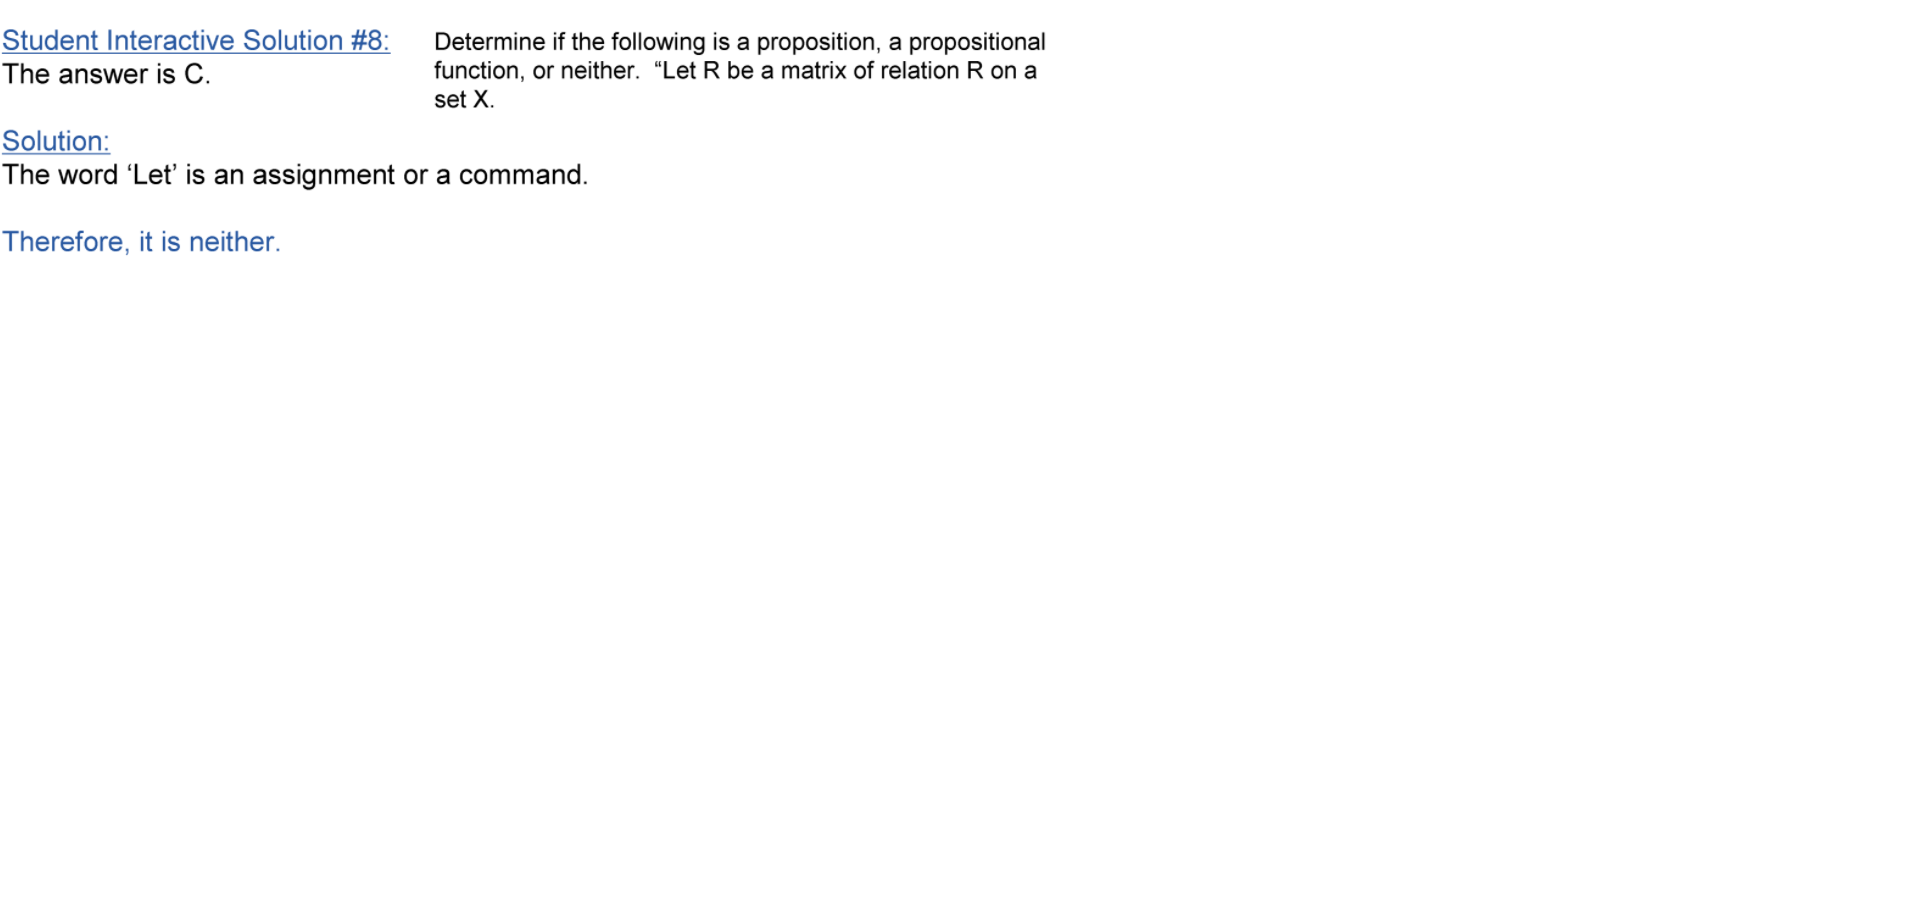 Student Interactive Solution #8:
The answer is C.
Determine if the following is a proposition, a propositional
function, or neither.  “Let R be a matrix of relation R on a
set X.
Solution:
The word ‘Let’ is an assignment or a command.
Therefore, it is neither.